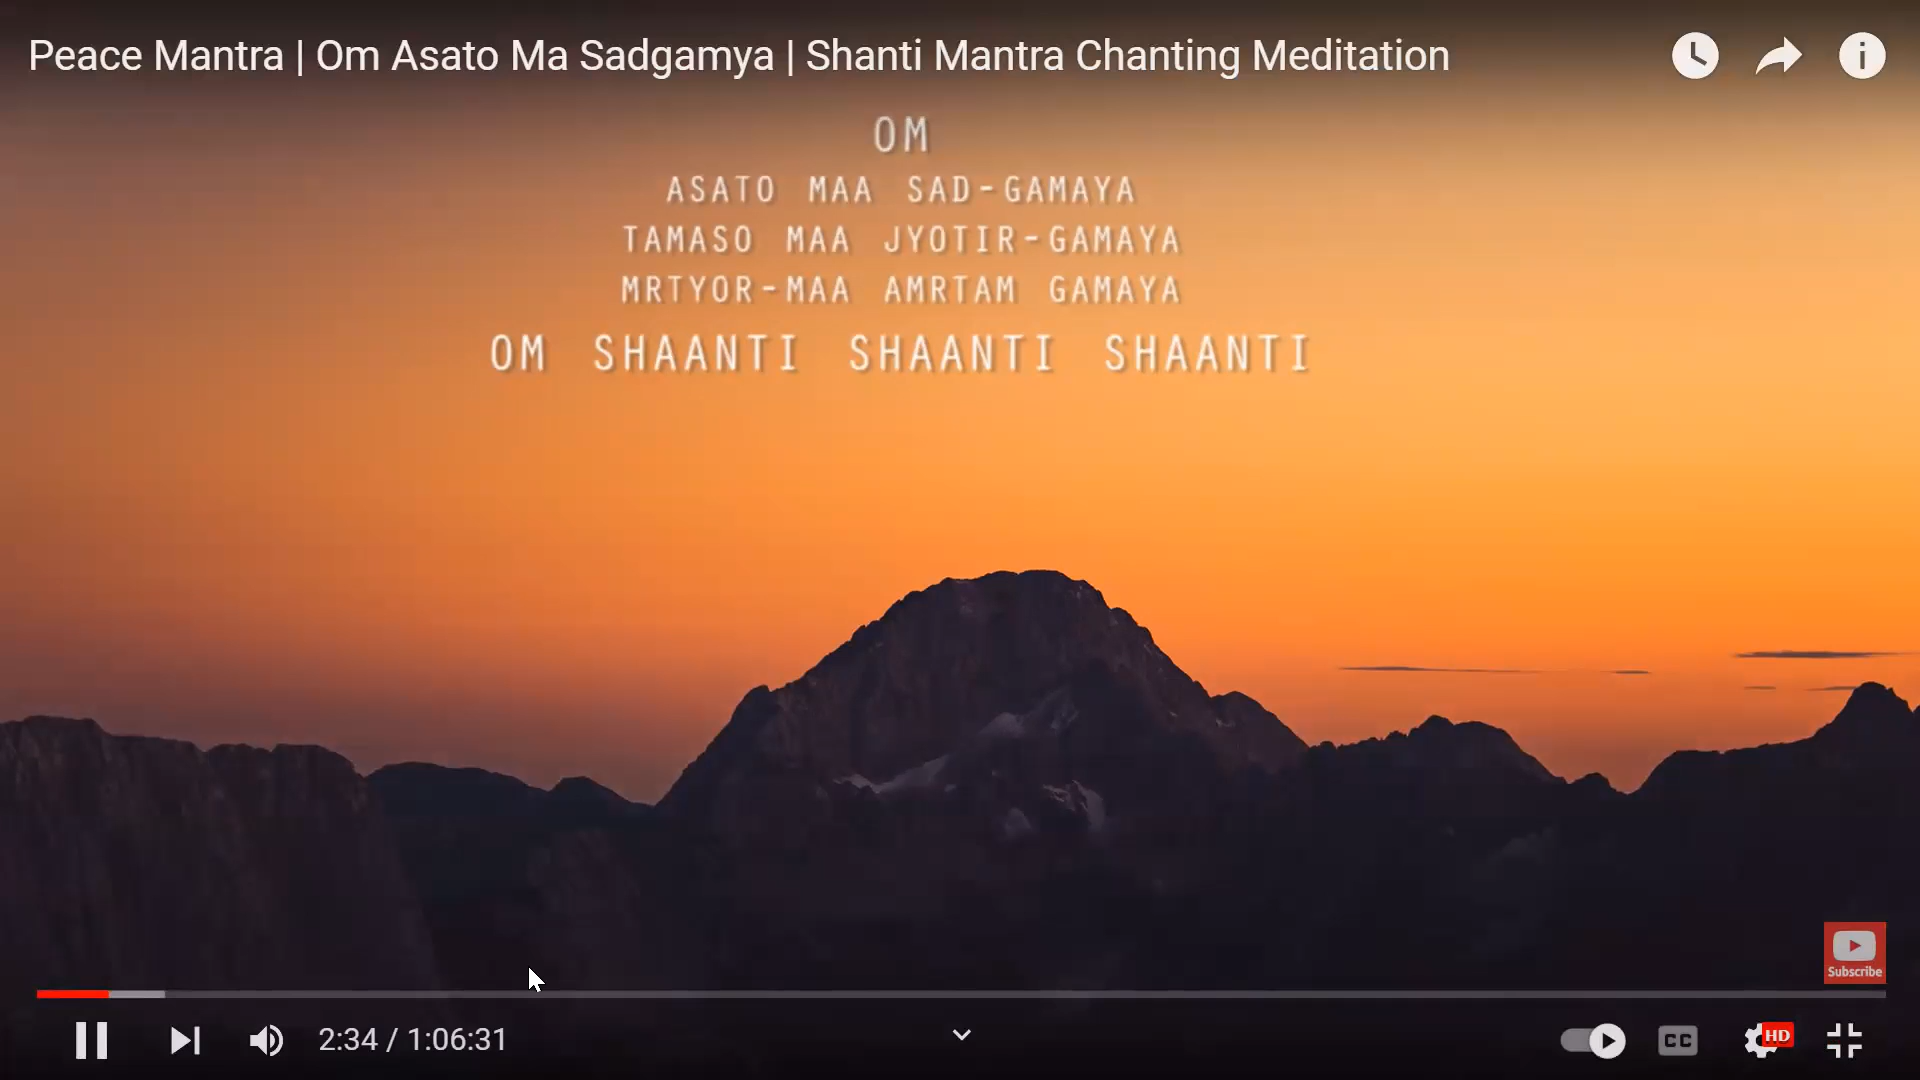 Peace Mantra | Om Asato Ma Sadgamya | Shanti Mantra Chanting Meditation
OM
ASATO MAA SAD-GAMAYA
TAMASO MAA JYOTIR-GAMAYA
MRTYOR-MAA AMRTAM GAMAYA
OM SHAANTI SHAANTI SHAANTI
Subscribe
2:34 / 1:06:31
CC
HD